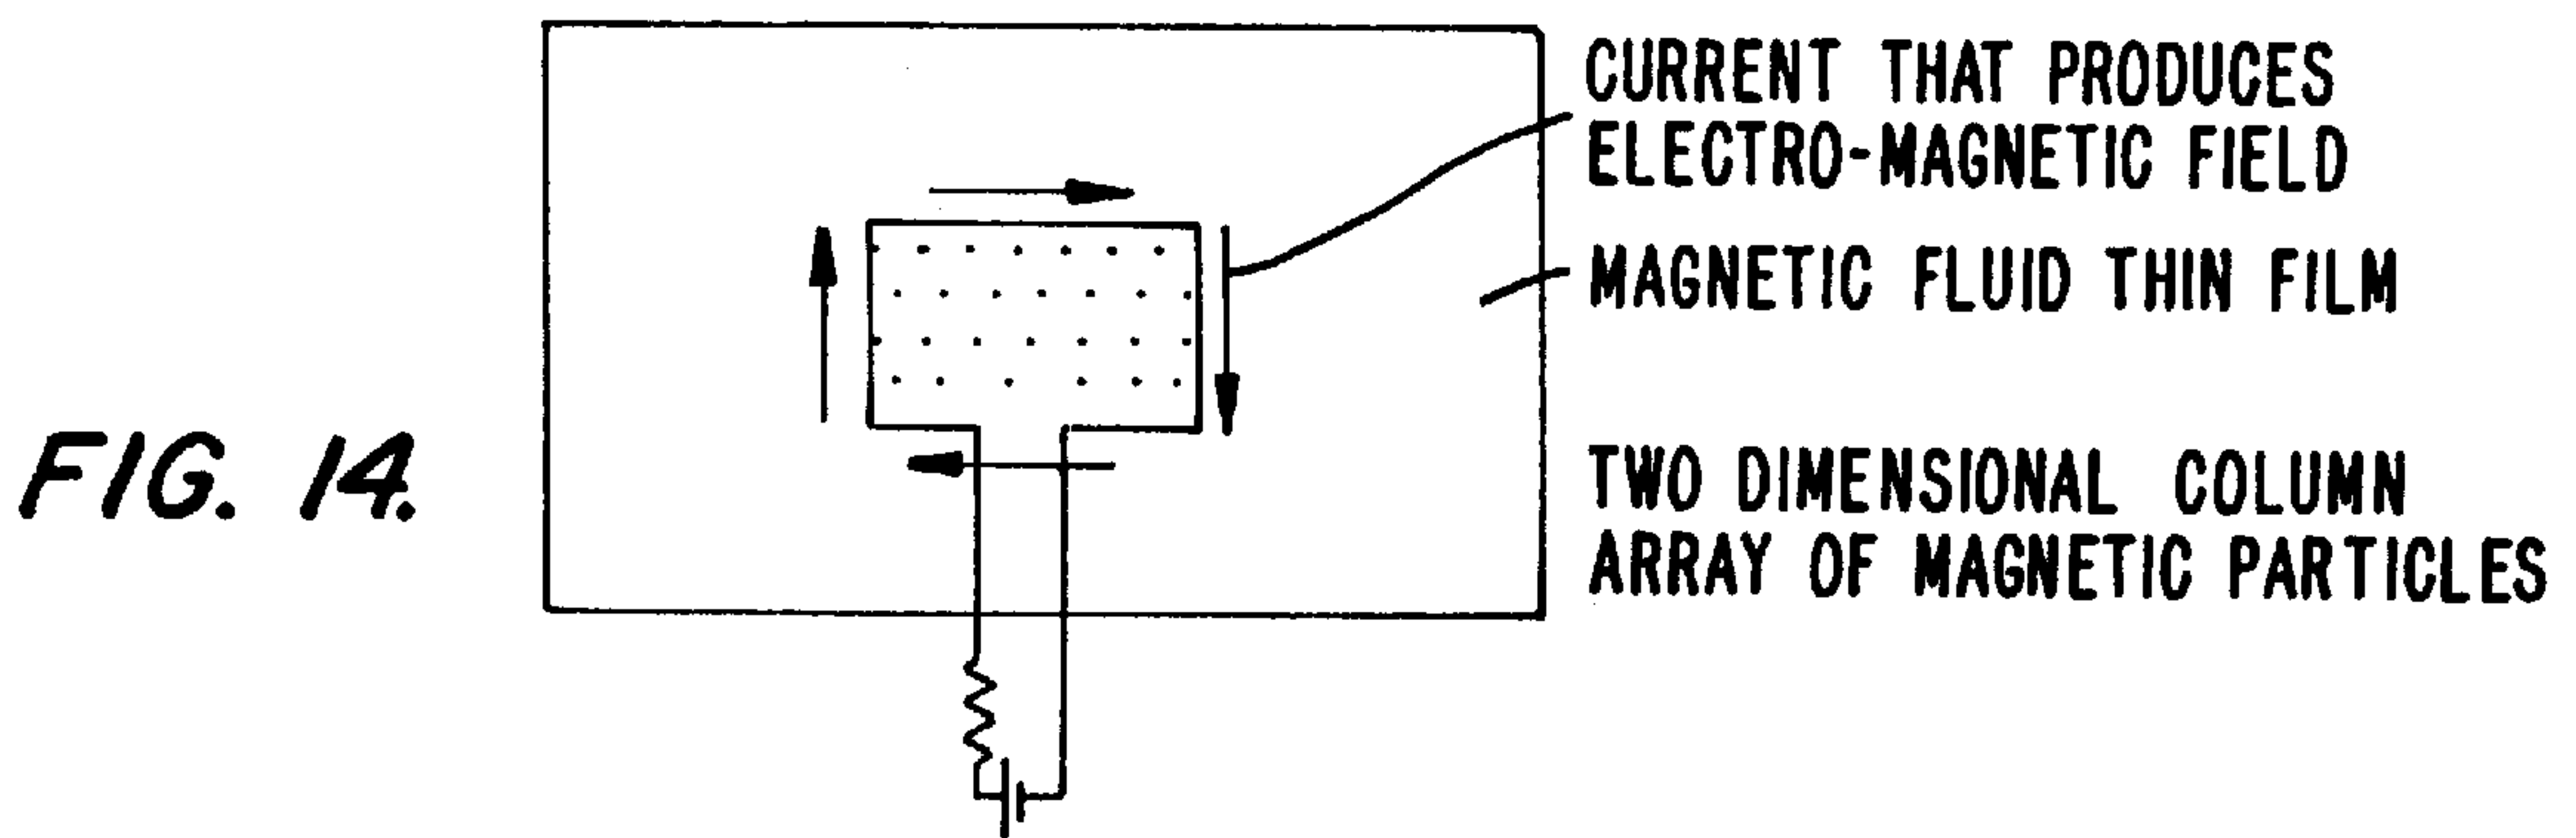 CURRENT THAT PRODUCES
ELECTRO-MAGNETIC FIELD
MAGNETIC FLUID THIN FILM
TWO DIMENSIONAL COLUMN
ARRAY OF MAGNETIC PARTICLES
FIG. 14.